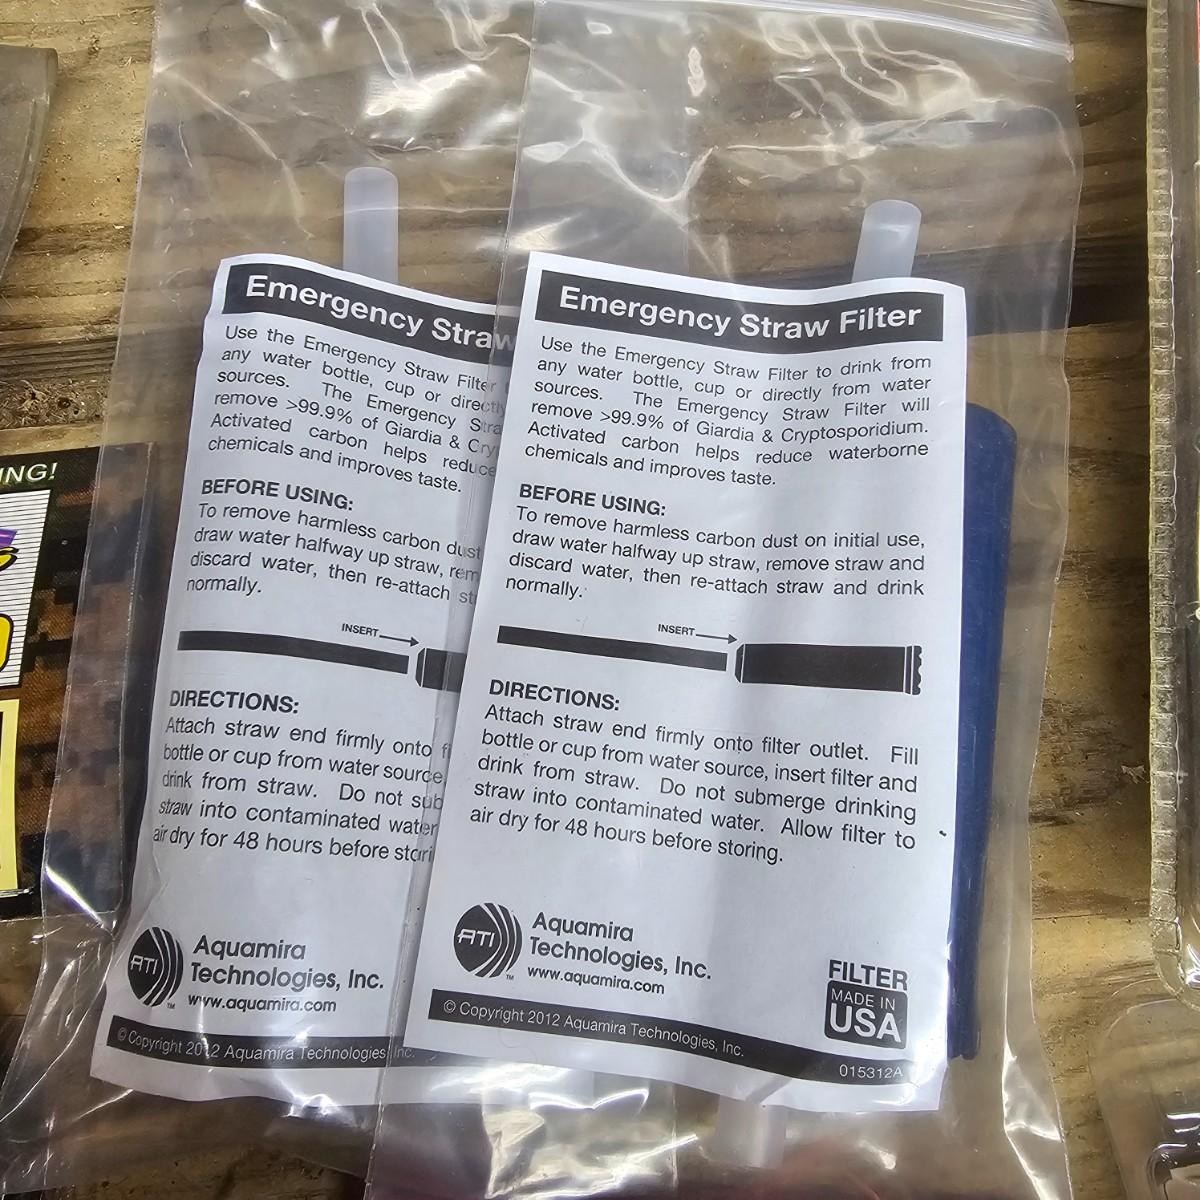 ING!
Emergency Straw
Use the Emergency Straw Filter
any water bottle, cup or directly
sources. The Emergency Stra
remove >99.9% of Giardia & Cry
Activated carbon helps reduce
chemicals and improves taste.
BEFORE USING:
To remove harmless carbon dust
draw water halfway up straw, rem
discard water, then re-attach st
normally.
INSERT
DIRECTIONS:
Attach straw end firmly onto fi
bottle or cup from water source,
drink from straw. Do not sub
straw into contaminated water
air dry for 48 hours before stori
ATI
Aquamira
Technologies, Inc.
www.aquamira.com
TM
© Copyright 2012 Aquamira Technologies, Inc.
Emergency Straw Filter
Use the Emergency Straw Filter to drink from
any water bottle, cup or directly from water
sources. The Emergency Straw Filter will
remove >99.9% of Giardia & Cryptosporidium.
Activated carbon helps reduce waterborne
chemicals and improves taste.
BEFORE USING:
To remove harmless carbon dust on initial use,
draw water halfway up straw, remove straw and
discard water, then re-attach straw and drink
normally.
INSERT
DIRECTIONS:
Attach straw end firmly onto filter outlet. Fill
bottle or cup from water source, insert filter and
drink from straw. Do not submerge drinking
straw into contaminated water. Allow filter to
air dry for 48 hours before storing.
ATI
Aquamira
Technologies, Inc.
www.aquamira.com
TM
FILTER
MADE IN
USA
© Copyright 2012 Aquamira Technologies, Inc.
015312A